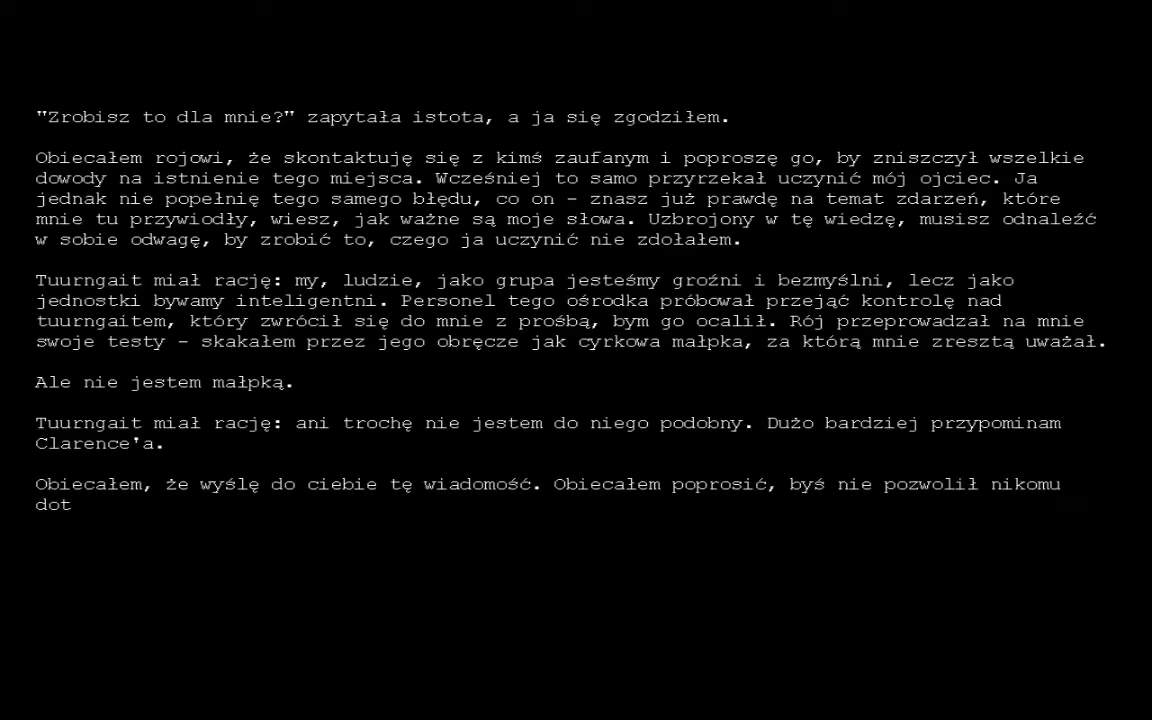 "Zrobisz to dla mnie?" zapytała istota, a ja się zgodziłem.
Obiecałem rojowi, że skontaktuję się z kimś zaufanym i poproszę go, by zniszczył wszelkie
dowody na istnienie tego miejsca. Wcześniej to samo przyrzekał uczynić mój ojciec. Ja
jednak nie popełnię tego samego błędu, co on - znasz już prawdę na temat zdarzeń, które
mnie tu przywiodły, wiesz, jak ważne są moje słowa. Uzbrojony w tę wiedzę, musisz odnaleźć
w sobie odwagę, by zrobić to, czego ja uczynić nie zdołałem.
Tuurngait miał rację: my, ludzie, jako grupa jesteśmy groźni i bezmyślni, lecz jako
jednostki bywamy inteligentni. Personel tego ośrodka próbował przejąć kontrolę nad
tuurngaitem, który zwrócił się do mnie z prośbą, bym go ocalił. Rój przeprowadzał na mnie
swoje testy - skakałem przez jego obręcze jak cyrkowa małpka, za którą mnie zresztą uważał.
Ale nie jestem małpką.
Tuurngait miał rację: ani trochę nie jestem do niego podobny. Dużo bardziej przypominam
Clarence'a.
Obiecałem, że wyślę do ciebie tę wiadomość. Obiecałem poprosić, byś nie pozwolił nikomu
dot